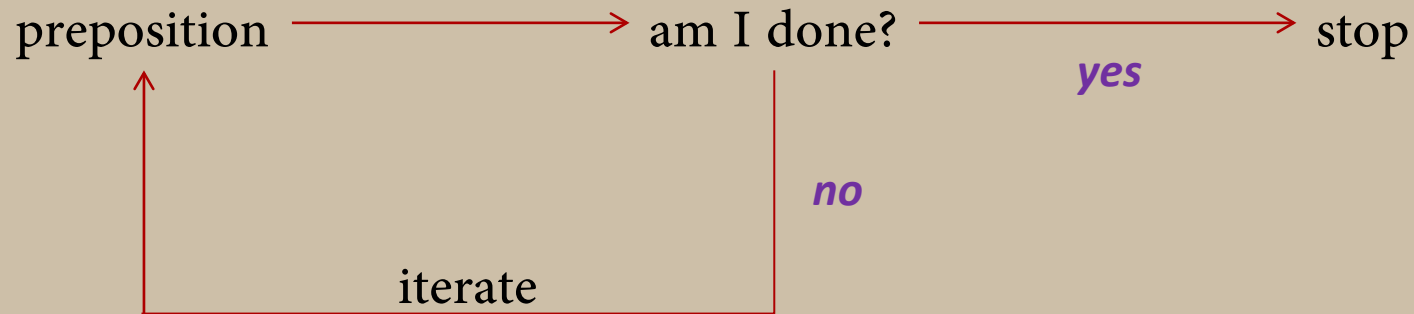 preposition am I done? stop
yes
no
iterate